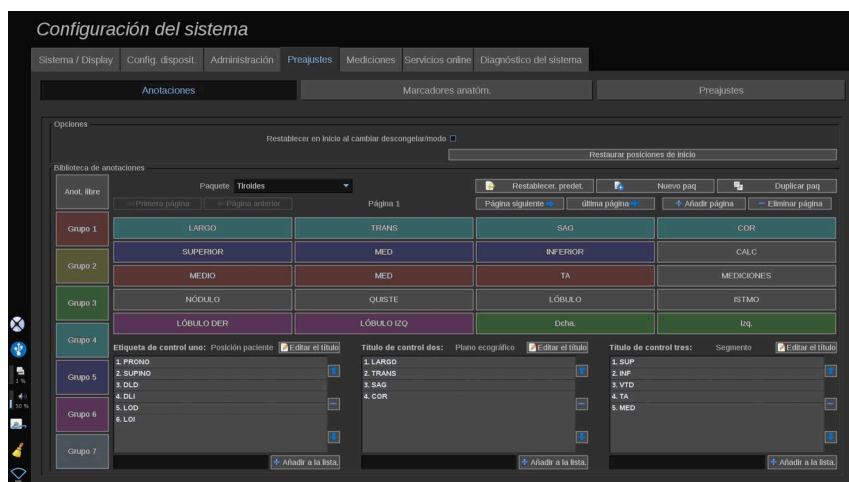 Configuración del sistema
Sistema / Display Config. disposit. Administración Preajustes Mediciones Servicios online Diagnóstico del sistema
Anotaciones Marcadores anatóm. Preajustes
Opciones
Restablecer en inicio al cambiar descongelar/modo
Restaurar posiciones de inicio
Biblioteca de anotaciones
Anot. libre Paquete Tiroides Restablecer. predet. Nuevo paq Duplicar paq
Primera página Página anterior Página 1 Página siguiente última página Añadir página Eliminar página
Grupo 1 LARGO TRANS SAG COR
SUPERIOR MED INFERIOR CALC
Grupo 2
MEDIO MED TA MEDICIONES
Grupo 3 NÓDULO QUISTE LÓBULO ISTMO
LÓBULO DER LÓBULO IZQ Dcha. Izq.
Grupo 4
Etiqueta de control uno: Posición paciente Editar el título Título de control dos: Plano ecográfico Editar el título Título de control tres: Segmento Editar el título
1. PRONO 1. LARGO 1. SUP
Grupo 5 2. SUPINO 2. TRANS 2. INF
1 % 3. DLD 3. SAG 3. VTD
4. DLI 4. COR 4. TA
50 % 5. LOD 5. MED
Grupo 6 6. LOI
Grupo 7
Añadir a la lista. Añadir a la lista. Añadir a la lista.